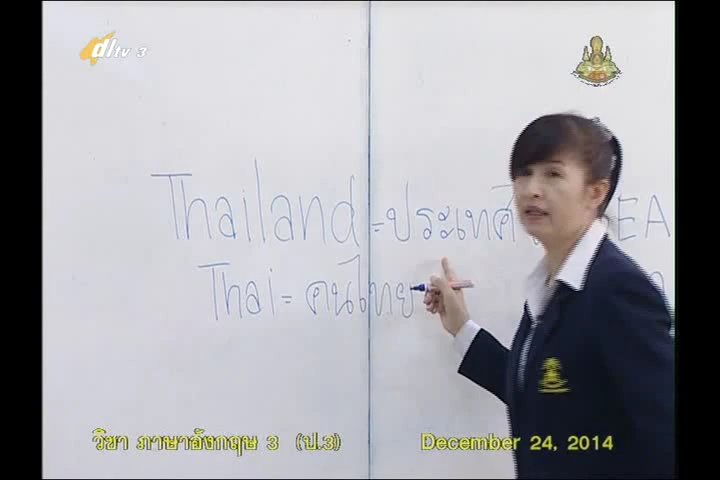 dltv 3
Thailand = ประเทศ EA
Thai = คนไทย
วิชา ภาษาอังกฤษ 3 (ป.3) December 24, 2014